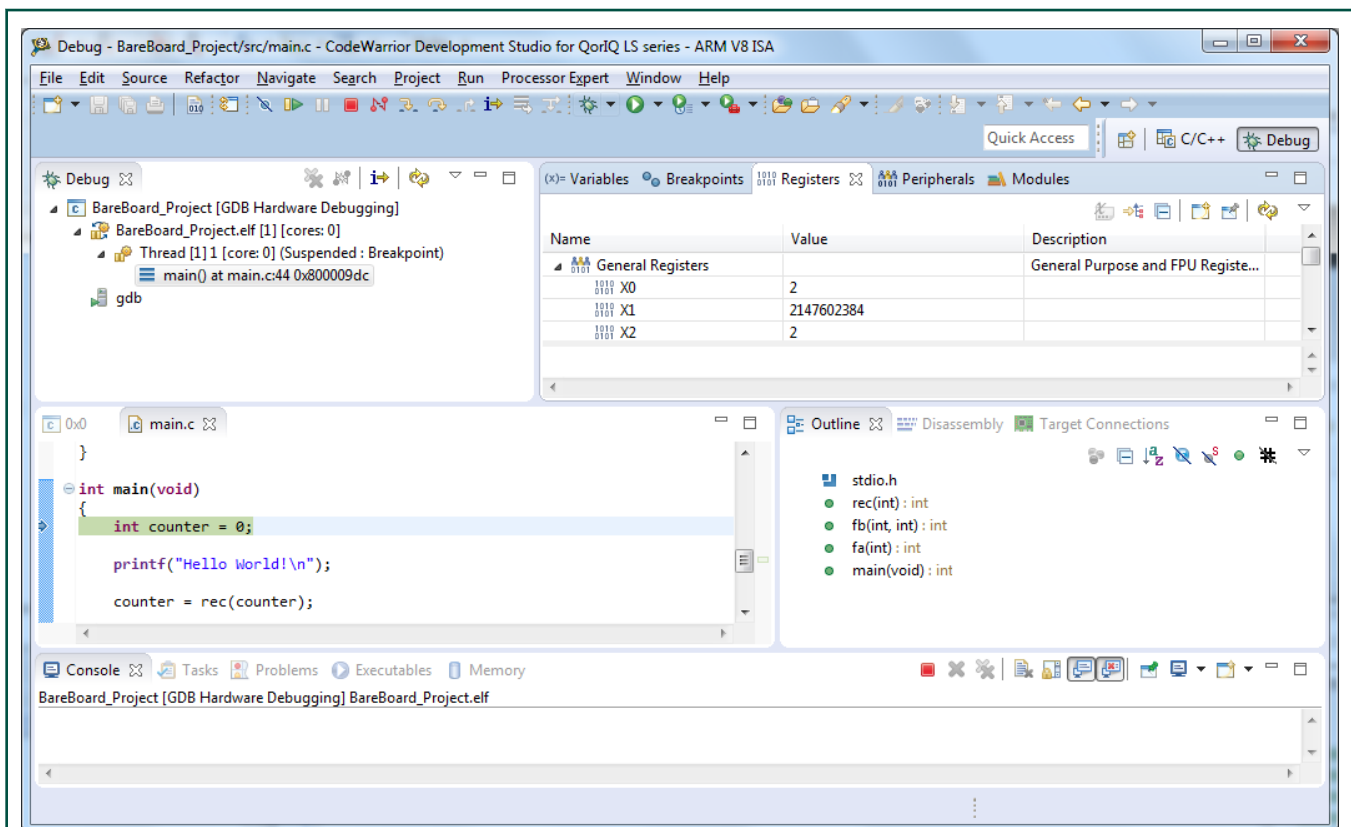 Debug - BareBoard_Project/src/main.c - CodeWarrior Development Studio for QorIQ LS series - ARM V8 ISA
File Edit Source Refactor Navigate Search Project Run Processor Expert Window Help
Quick Access C/C++ Debug
Debug
BareBoard_Project [GDB Hardware Debugging]
BareBoard_Project.elf [1] [cores: 0]
Thread [1] 1 [core: 0] (Suspended : Breakpoint)
main() at main.c:44 0x800009dc
gdb
(x)= Variables Breakpoints Registers Peripherals Modules
Name Value Description
General Registers General Purpose and FPU Registe...
X0 2
X1 2147602384
X2 2
0x0 main.c
}
int main(void)
{
int counter = 0;
printf("Hello World!\n");
counter = rec(counter);
Outline Disassembly Target Connections
stdio.h
rec(int) : int
fb(int, int) : int
fa(int) : int
main(void) : int
Console Tasks Problems Executables Memory
BareBoard_Project [GDB Hardware Debugging] BareBoard_Project.elf